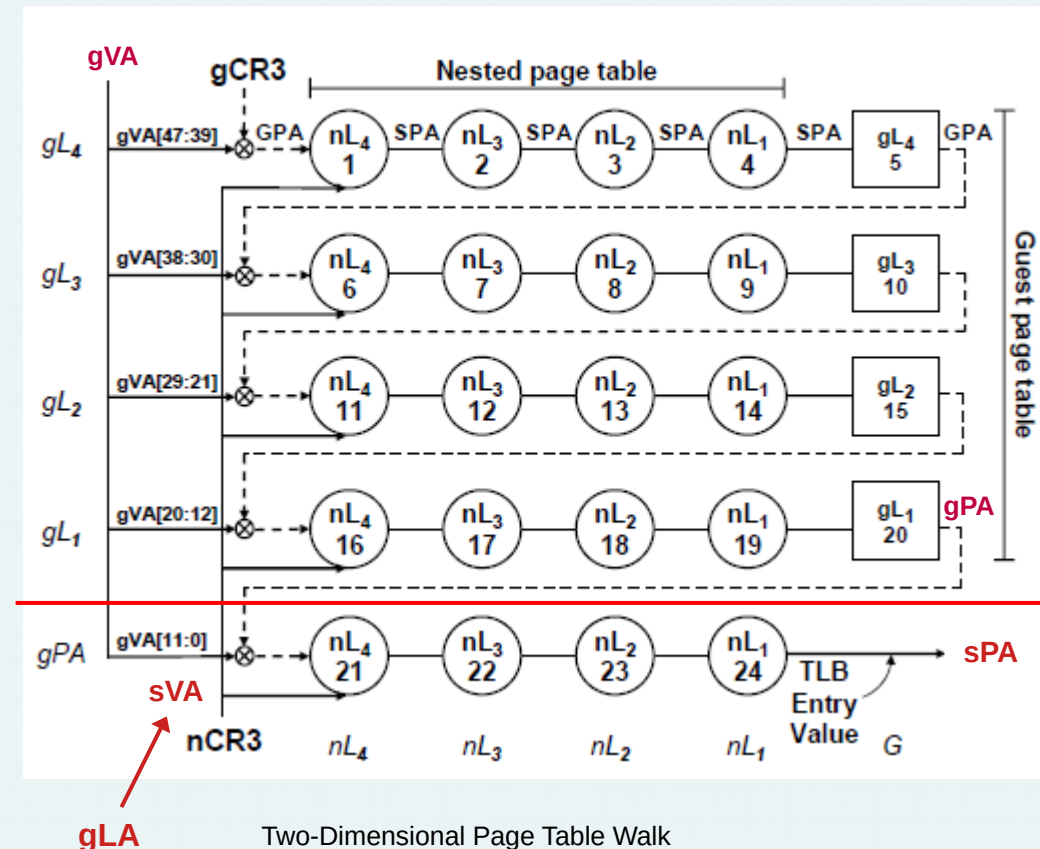 gVA
gCR3
Nested page table
gL4
gVA[47:39]
GPA
nL4
1
SPA
nL3
2
SPA
nL2
3
SPA
nL1
4
SPA
gL4
5
GPA
gL3
gVA[38:30]
nL4
6
nL3
7
nL2
8
nL1
9
gL3
10
Guest page table
gL2
gVA[29:21]
nL4
11
nL3
12
nL2
13
nL1
14
gL2
15
gL1
gVA[20:12]
nL4
16
nL3
17
nL2
18
nL1
19
gL1
20
gPA
gPA
gVA[11:0]
nL4
21
nL3
22
nL2
23
nL1
24
TLB
Entry
Value
sPA
sVA
nCR3
nL4
nL3
nL2
nL1
G
gLA
Two-Dimensional Page Table Walk